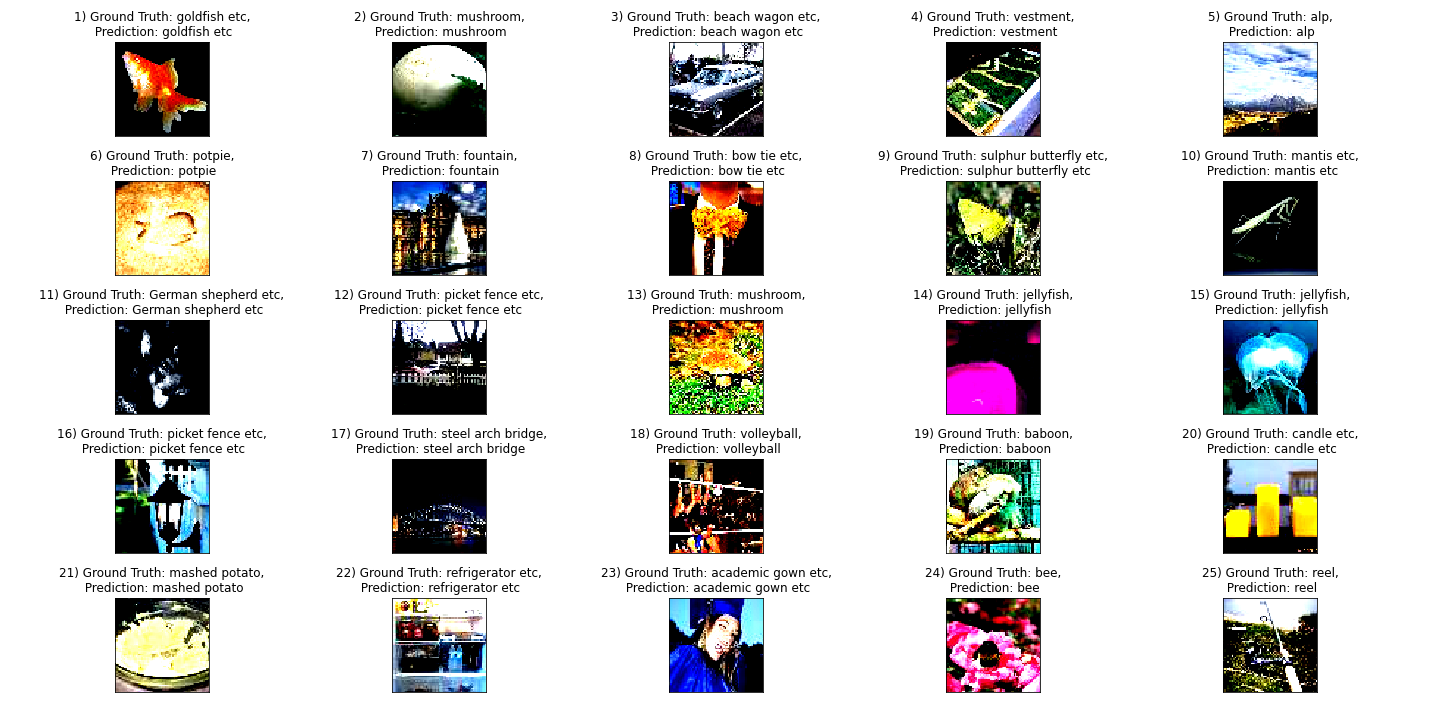 1) Ground Truth: goldfish etc,
Prediction: goldfish etc
2) Ground Truth: mushroom,
Prediction: mushroom
3) Ground Truth: beach wagon etc,
Prediction: beach wagon etc
4) Ground Truth: vestment,
Prediction: vestment
5) Ground Truth: alp,
Prediction: alp
6) Ground Truth: potpie,
Prediction: potpie
7) Ground Truth: fountain,
Prediction: fountain
8) Ground Truth: bow tie etc,
Prediction: bow tie etc
9) Ground Truth: sulphur butterfly etc,
Prediction: sulphur butterfly etc
10) Ground Truth: mantis etc,
Prediction: mantis etc
11) Ground Truth: German shepherd etc,
Prediction: German shepherd etc
12) Ground Truth: picket fence etc,
Prediction: picket fence etc
13) Ground Truth: mushroom,
Prediction: mushroom
14) Ground Truth: jellyfish,
Prediction: jellyfish
15) Ground Truth: jellyfish,
Prediction: jellyfish
16) Ground Truth: picket fence etc,
Prediction: picket fence etc
17) Ground Truth: steel arch bridge,
Prediction: steel arch bridge
18) Ground Truth: volleyball,
Prediction: volleyball
19) Ground Truth: baboon,
Prediction: baboon
20) Ground Truth: candle etc,
Prediction: candle etc
21) Ground Truth: mashed potato,
Prediction: mashed potato
22) Ground Truth: refrigerator etc,
Prediction: refrigerator etc
23) Ground Truth: academic gown etc,
Prediction: academic gown etc
24) Ground Truth: bee,
Prediction: bee
25) Ground Truth: reel,
Prediction: reel